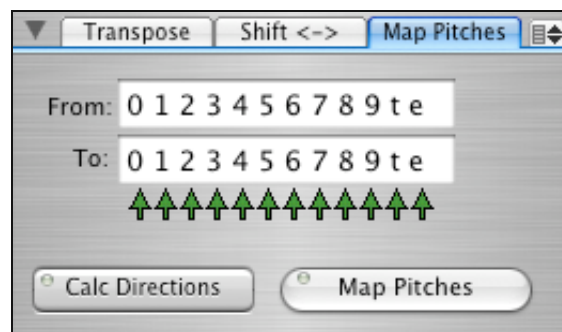 Transpose Shift <-> Map Pitches
From: 0 1 2 3 4 5 6 7 8 9 t e
To: 0 1 2 3 4 5 6 7 8 9 t e
Calc Directions Map Pitches